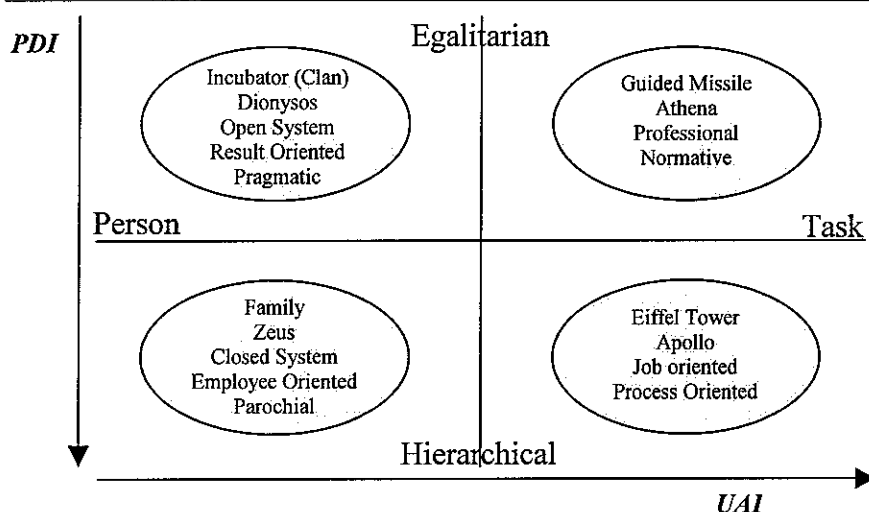 PDI
Egalitarian
Incubator (Clan)
Dionysos
Open System
Result Oriented
Pragmatic
Guided Missile
Athena
Professional
Normative
Person
Task
Family
Zeus
Closed System
Employee Oriented
Parochial
Eiffel Tower
Apollo
Job oriented
Process Oriented
Hierarchical
UAI